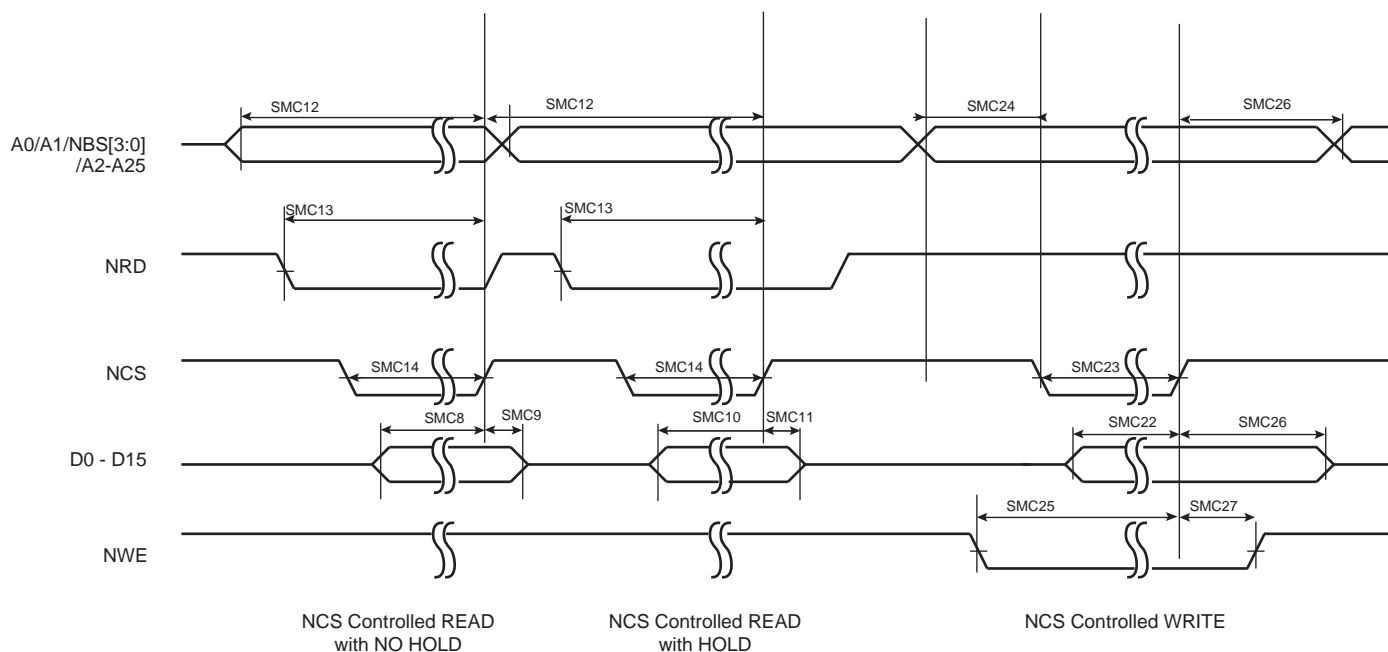 SMC12
SMC12
SMC24
SMC26
A0/A1/NBS[3:0]
/A2-A25
SMC13
SMC13
NRD
NCS
SMC14
SMC14
SMC23
SMC8
SMC9
SMC10
SMC11
SMC22
SMC26
D0 - D15
SMC25
SMC27
NWE
NCS Controlled READ
with NO HOLD
NCS Controlled READ
with HOLD
NCS Controlled WRITE